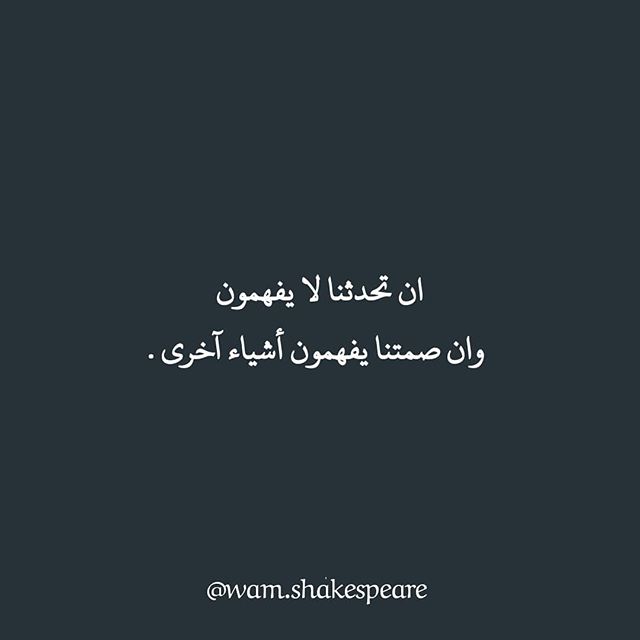 ان تحدثنا لا يفهمون
وان صمتنا يفهمون أشياء آخرى .
@wam.shakespeare